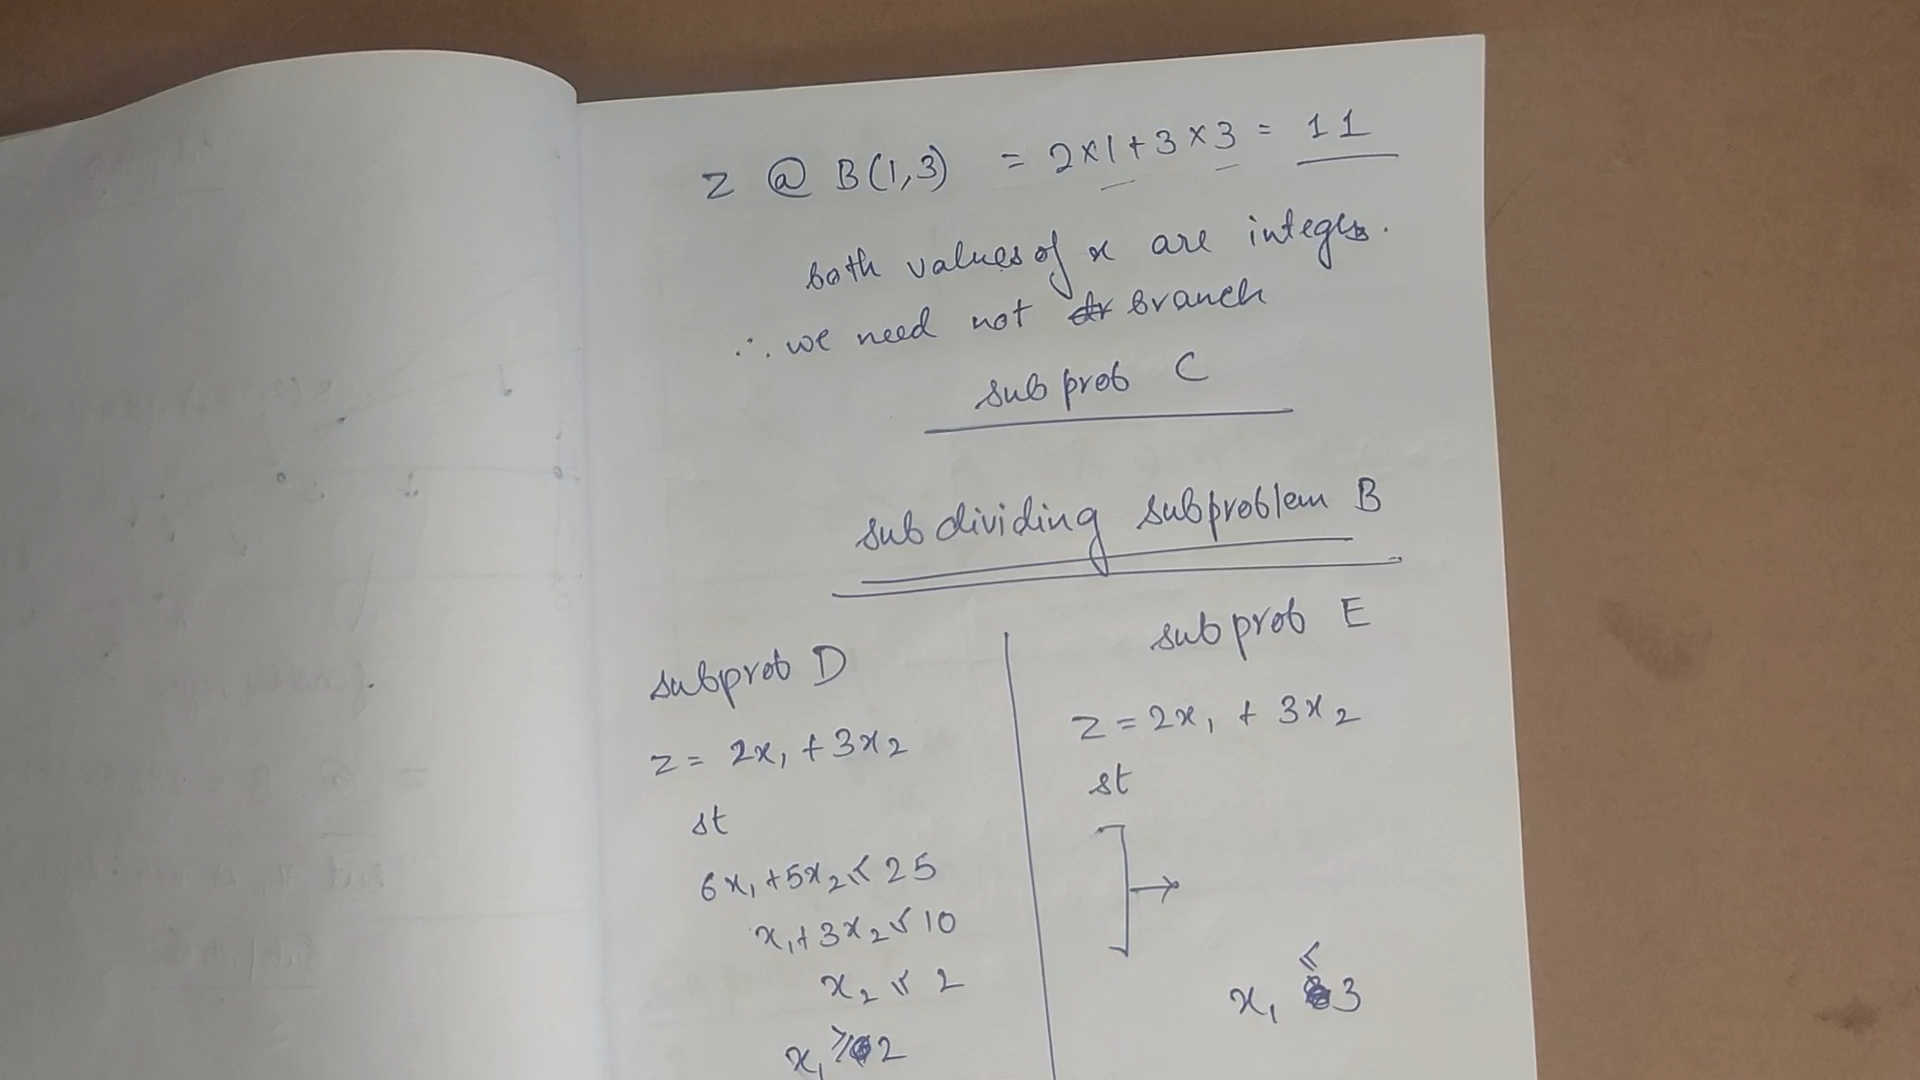 z @ B(1,3) = 2×1+3×3 = 11
both values of x are integers.
∴ we need not branch
sub prob C
sub dividing subproblem B
subprob D
z = 2x₁ + 3x₂
st
6x₁+5x₂ ≤ 25
x₁+3x₂ ≤ 10
x₂ ≤ 2
x₁ ≥ 2
sub prob E
z = 2x₁ + 3x₂
st
→
x₁ ≤ 3